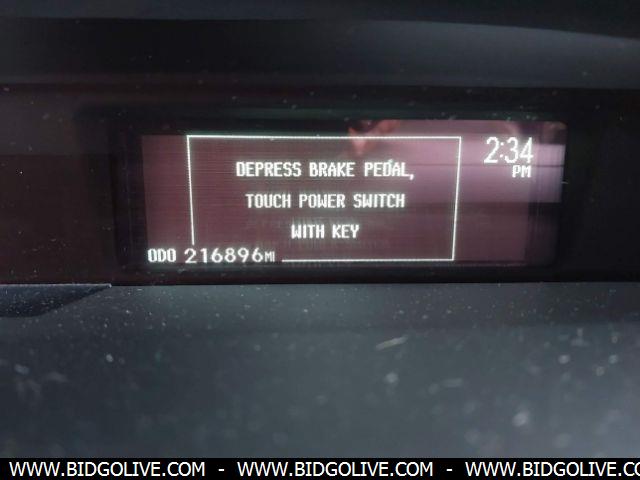 DEPRESS BRAKE PEDAL,
2:34
PM
TOUCH POWER SWITCH
WITH KEY
ODO 216896MI
WWW.BIDGOLIVE.COM - WWW.BIDGOLIVE.COM - WWW.BIDGOLIVE.COM